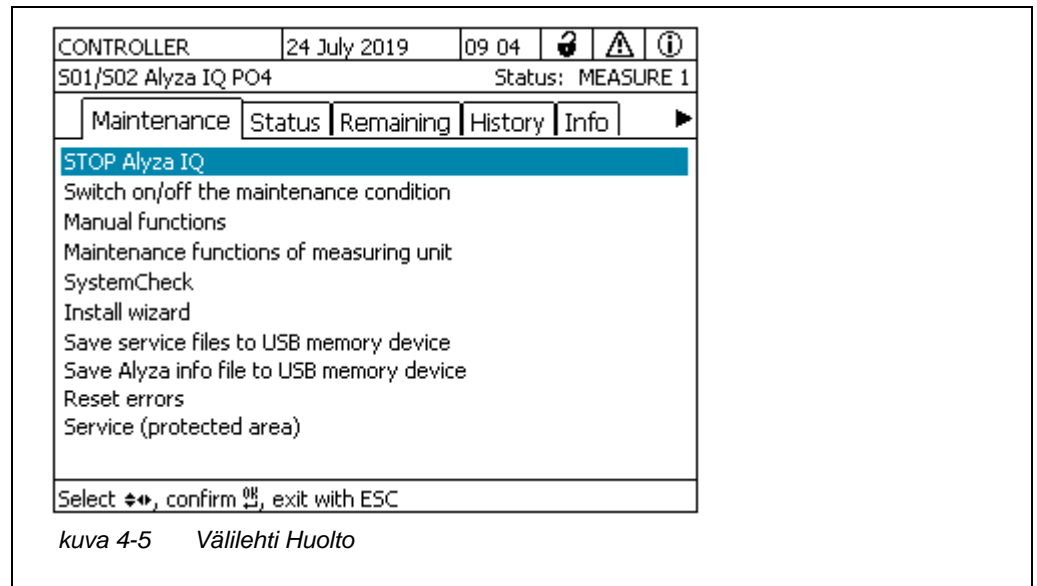 CONTROLLER 24 July 2019 09 04
S01/S02 Alyza IQ PO4 Status: MEASURE 1
Maintenance Status Remaining History Info
STOP Alyza IQ
Switch on/off the maintenance condition
Manual functions
Maintenance functions of measuring unit
SystemCheck
Install wizard
Save service files to USB memory device
Save Alyza info file to USB memory device
Reset errors
Service (protected area)
Select , confirm OK, exit with ESC
kuva 4-5 Välilehti Huolto